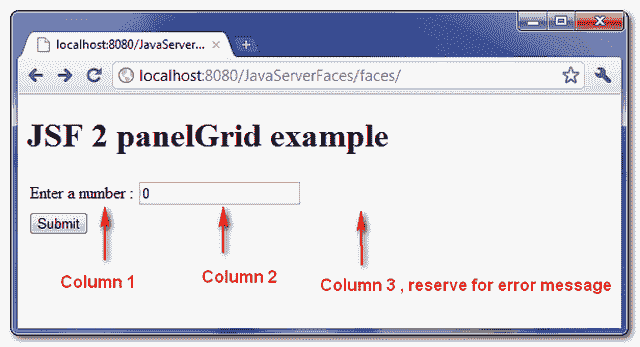 localhost:8080/JavaServer...
localhost:8080/JavaServerFaces/faces/
JSF 2 panelGrid example
Enter a number : 0
Submit
Column 1
Column 2
Column 3 , reserve for error message